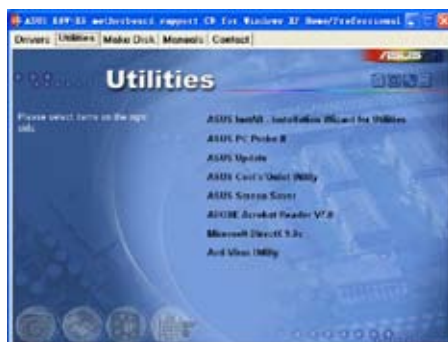 motherboard support CD for Windows XP Home/Professional
Drivers Utilities Make Disk Manuals Contact
ASUS
Utilities
Please select items on the right side.
ASUS InstAll - Installation Wizard for Utilities
ASUS PC Probe II
ASUS Update
ASUS Cool'n'Quiet Utility
ASUS Screen Saver
ADOBE Acrobat Reader V7.0
Microsoft DirectX 9.0c
Anti Virus Utility